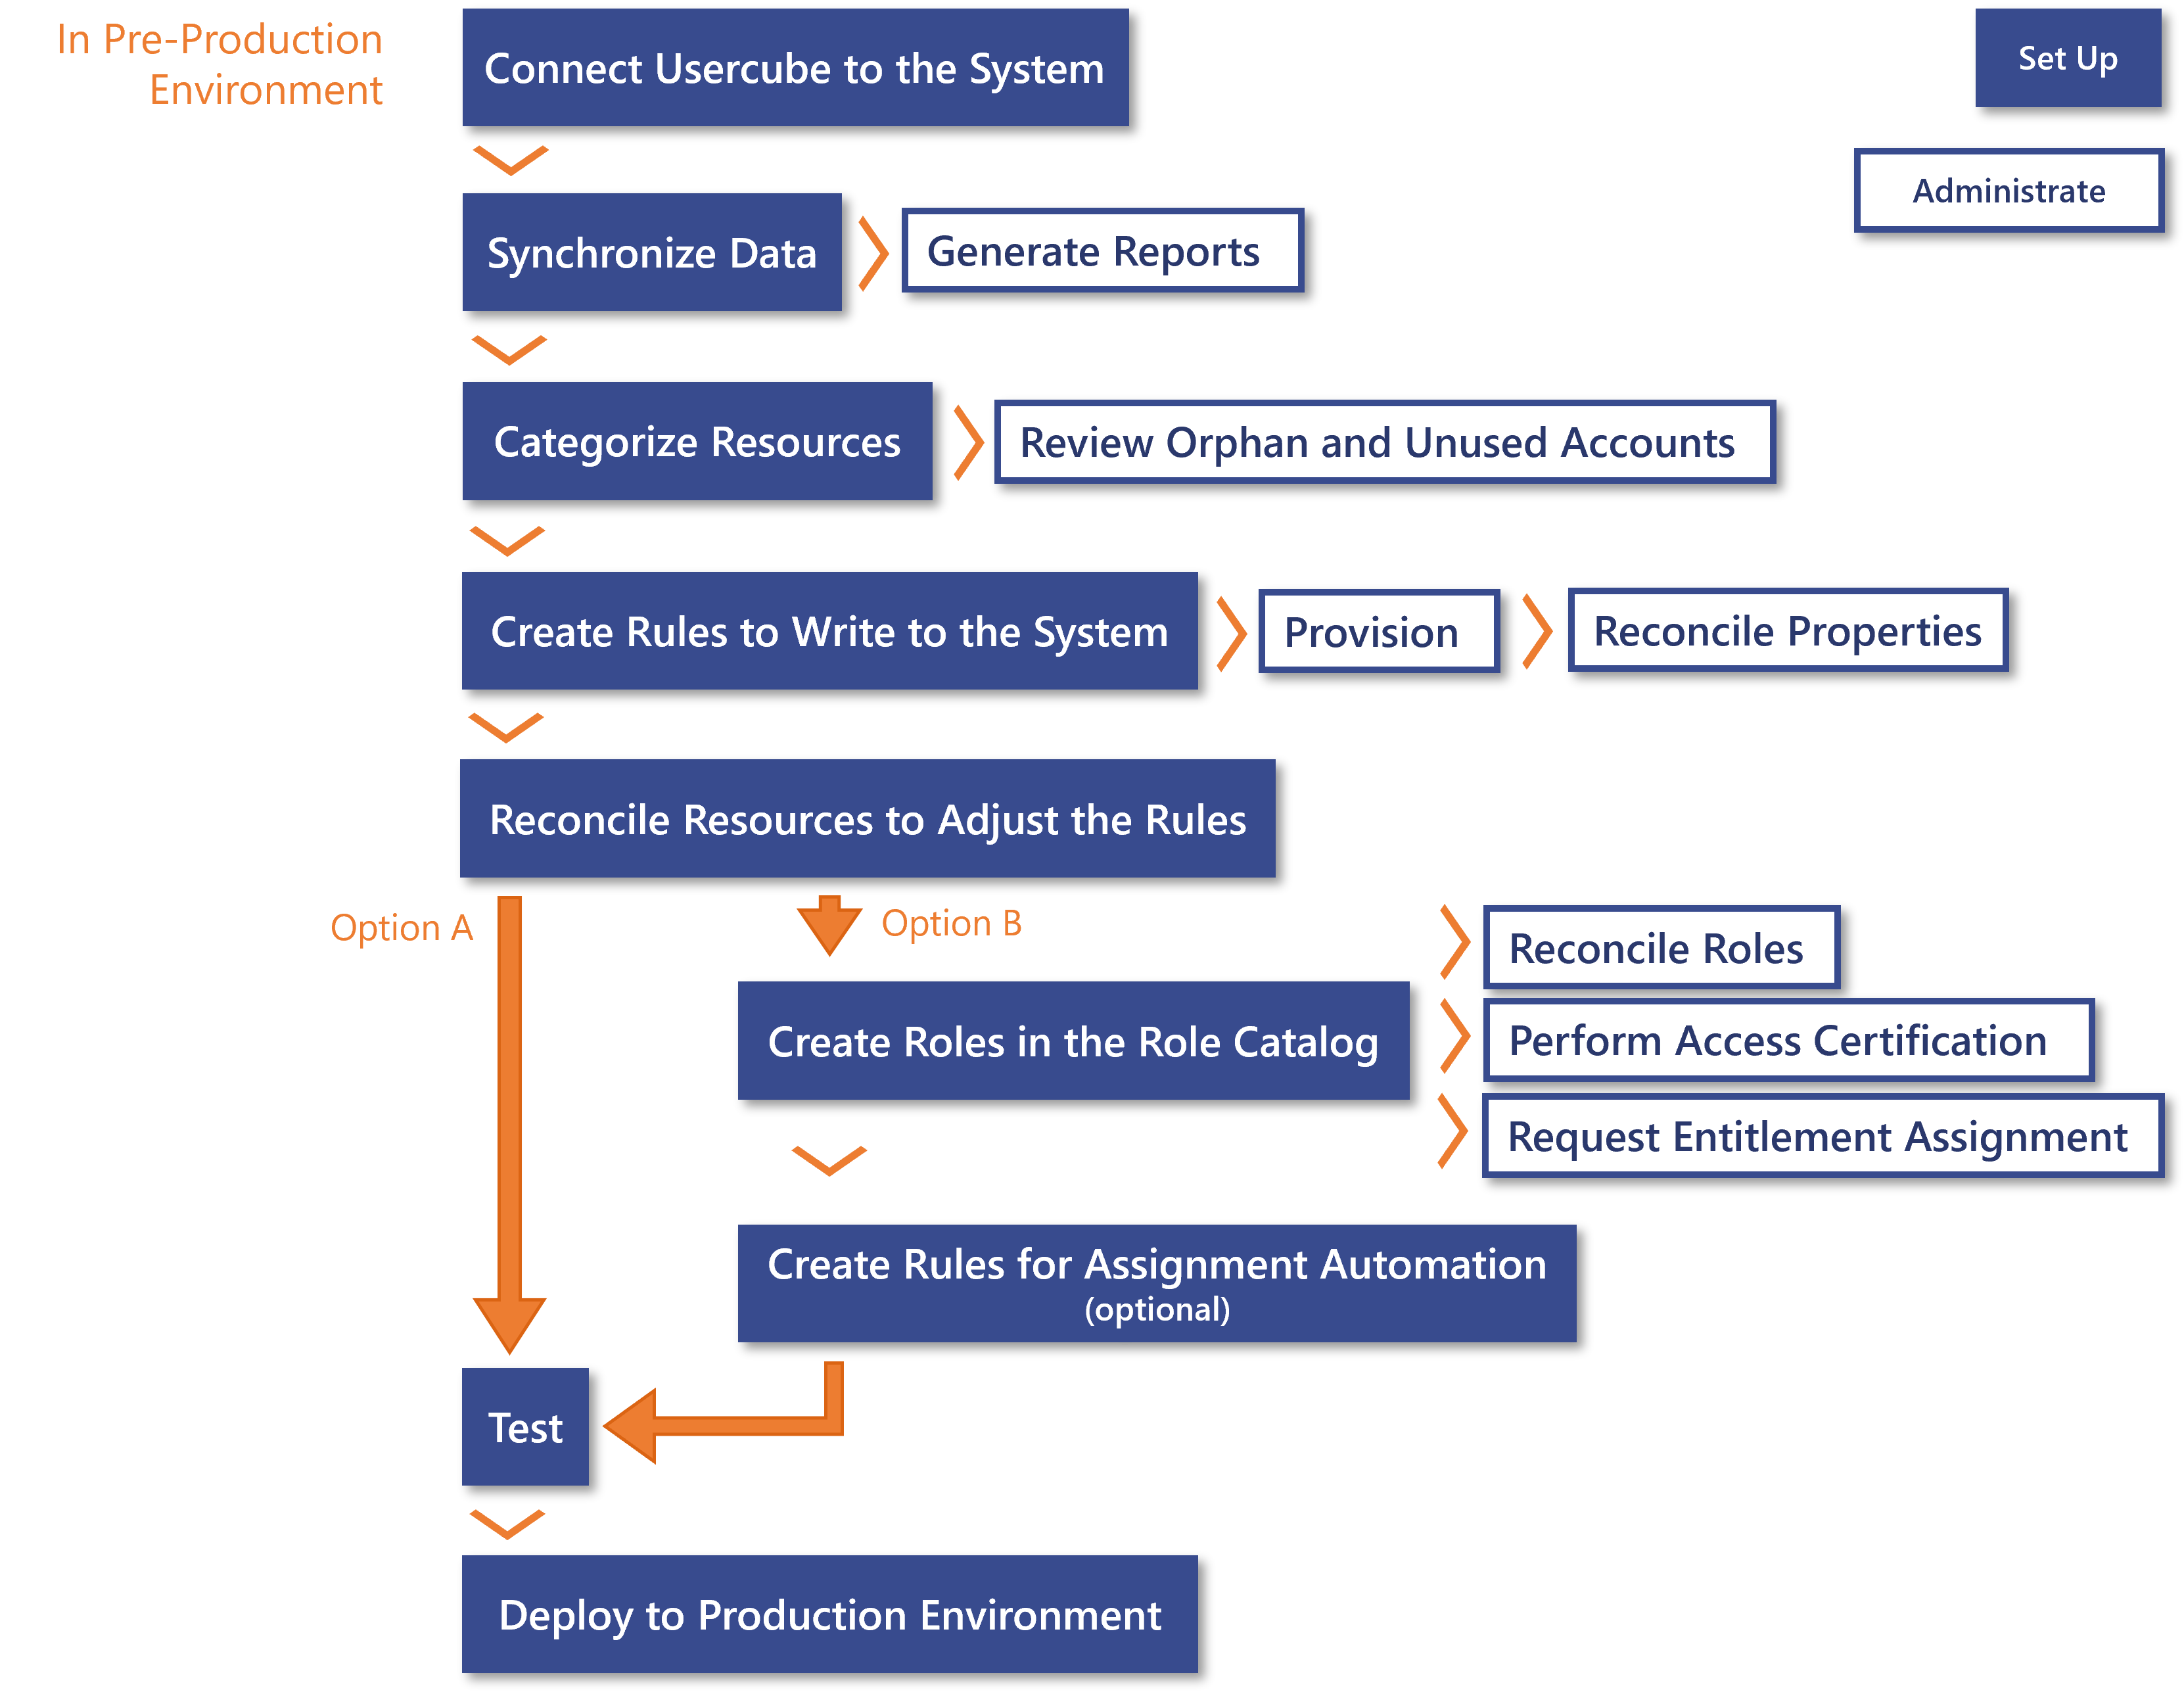 In Pre-Production
Environment
Connect Usercube to the System
Set Up
Administrate
Synchronize Data
Generate Reports
Categorize Resources
Review Orphan and Unused Accounts
Create Rules to Write to the System
Provision
Reconcile Properties
Reconcile Resources to Adjust the Rules
Option A
Option B
Create Roles in the Role Catalog
Reconcile Roles
Perform Access Certification
Request Entitlement Assignment
Create Rules for Assignment Automation
(optional)
Test
Deploy to Production Environment